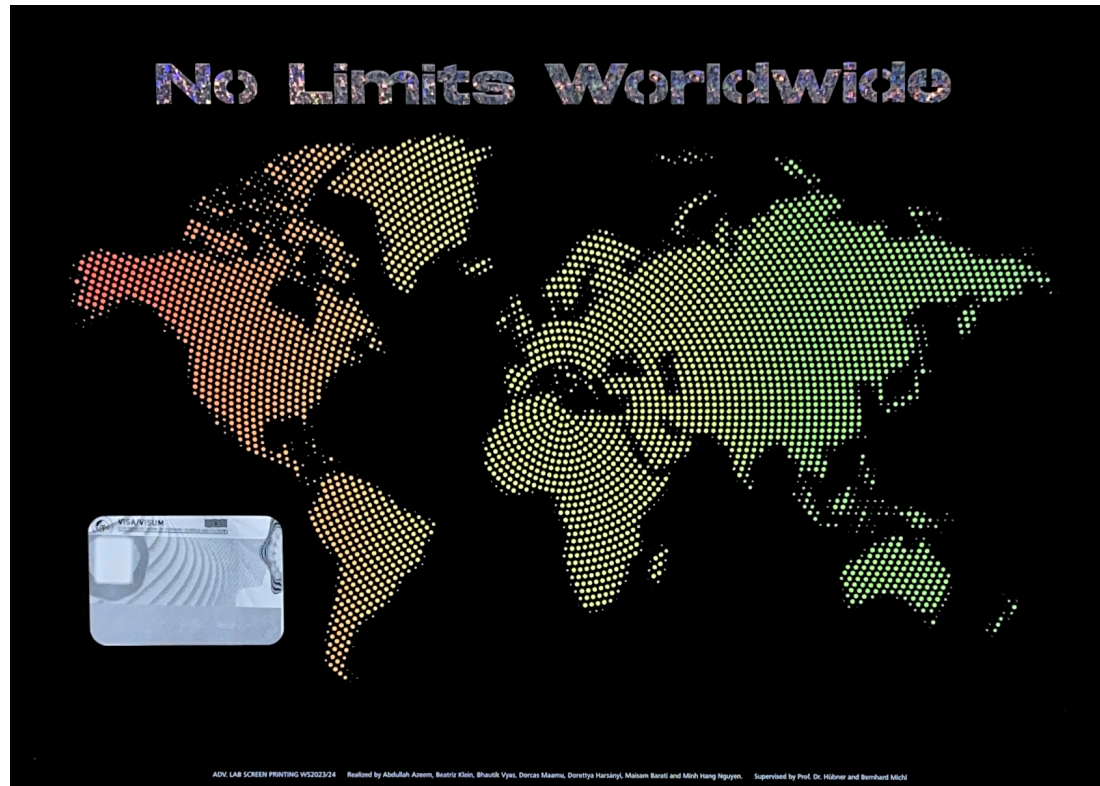 No Limits Worldwide
VISA/VISUM
ADV. LAB SCREEN PRINTING WS2023/24 Realized by Abdullah Azeem, Beatriz Klein, Bhautik Vyas, Dorcas Maamu, Dorottya Harsányi, Maisam Barati and Minh Hang Nguyen. Supervised by Prof. Dr. Hübner and Bernhard Michl